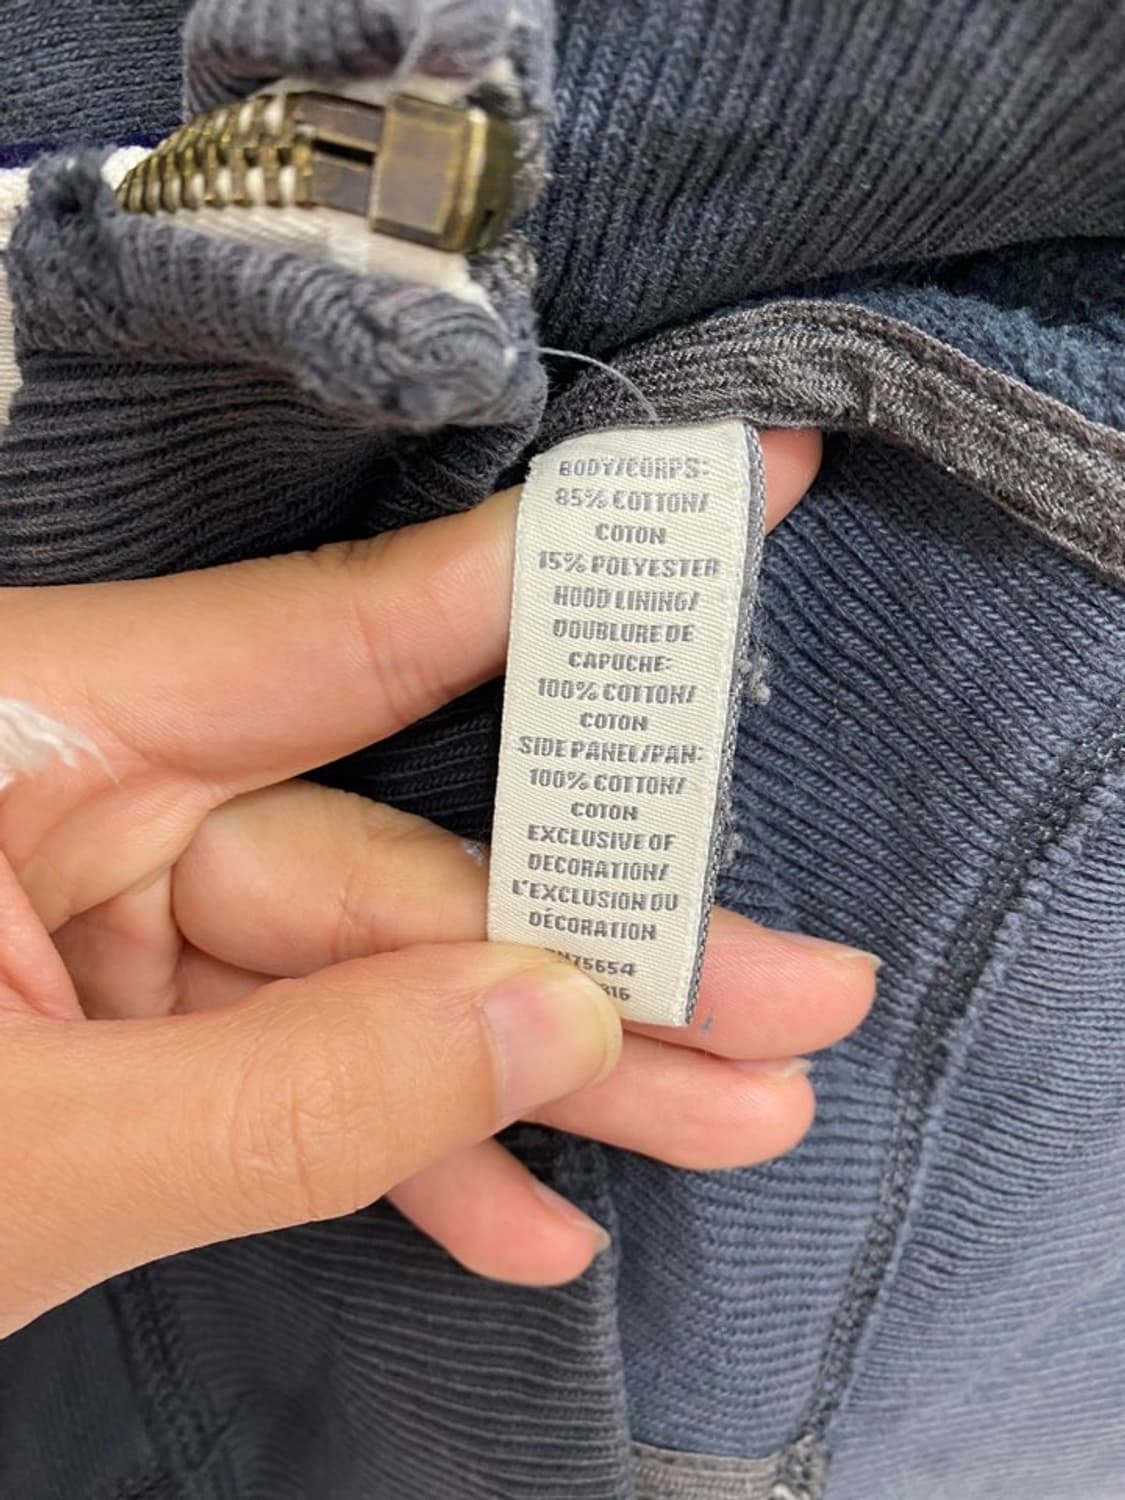 BODY/CORPS:
85% COTTON/
COTON
15% POLYESTER
HOOD LINING/
DOUBLURE DE
CAPUCHE:
100% COTTON/
COTON
SIDE PANEL/PAN:
100% COTTON/
COTON
EXCLUSIVE OF
DECORATION/
L'EXCLUSION DU
DÉCORATION